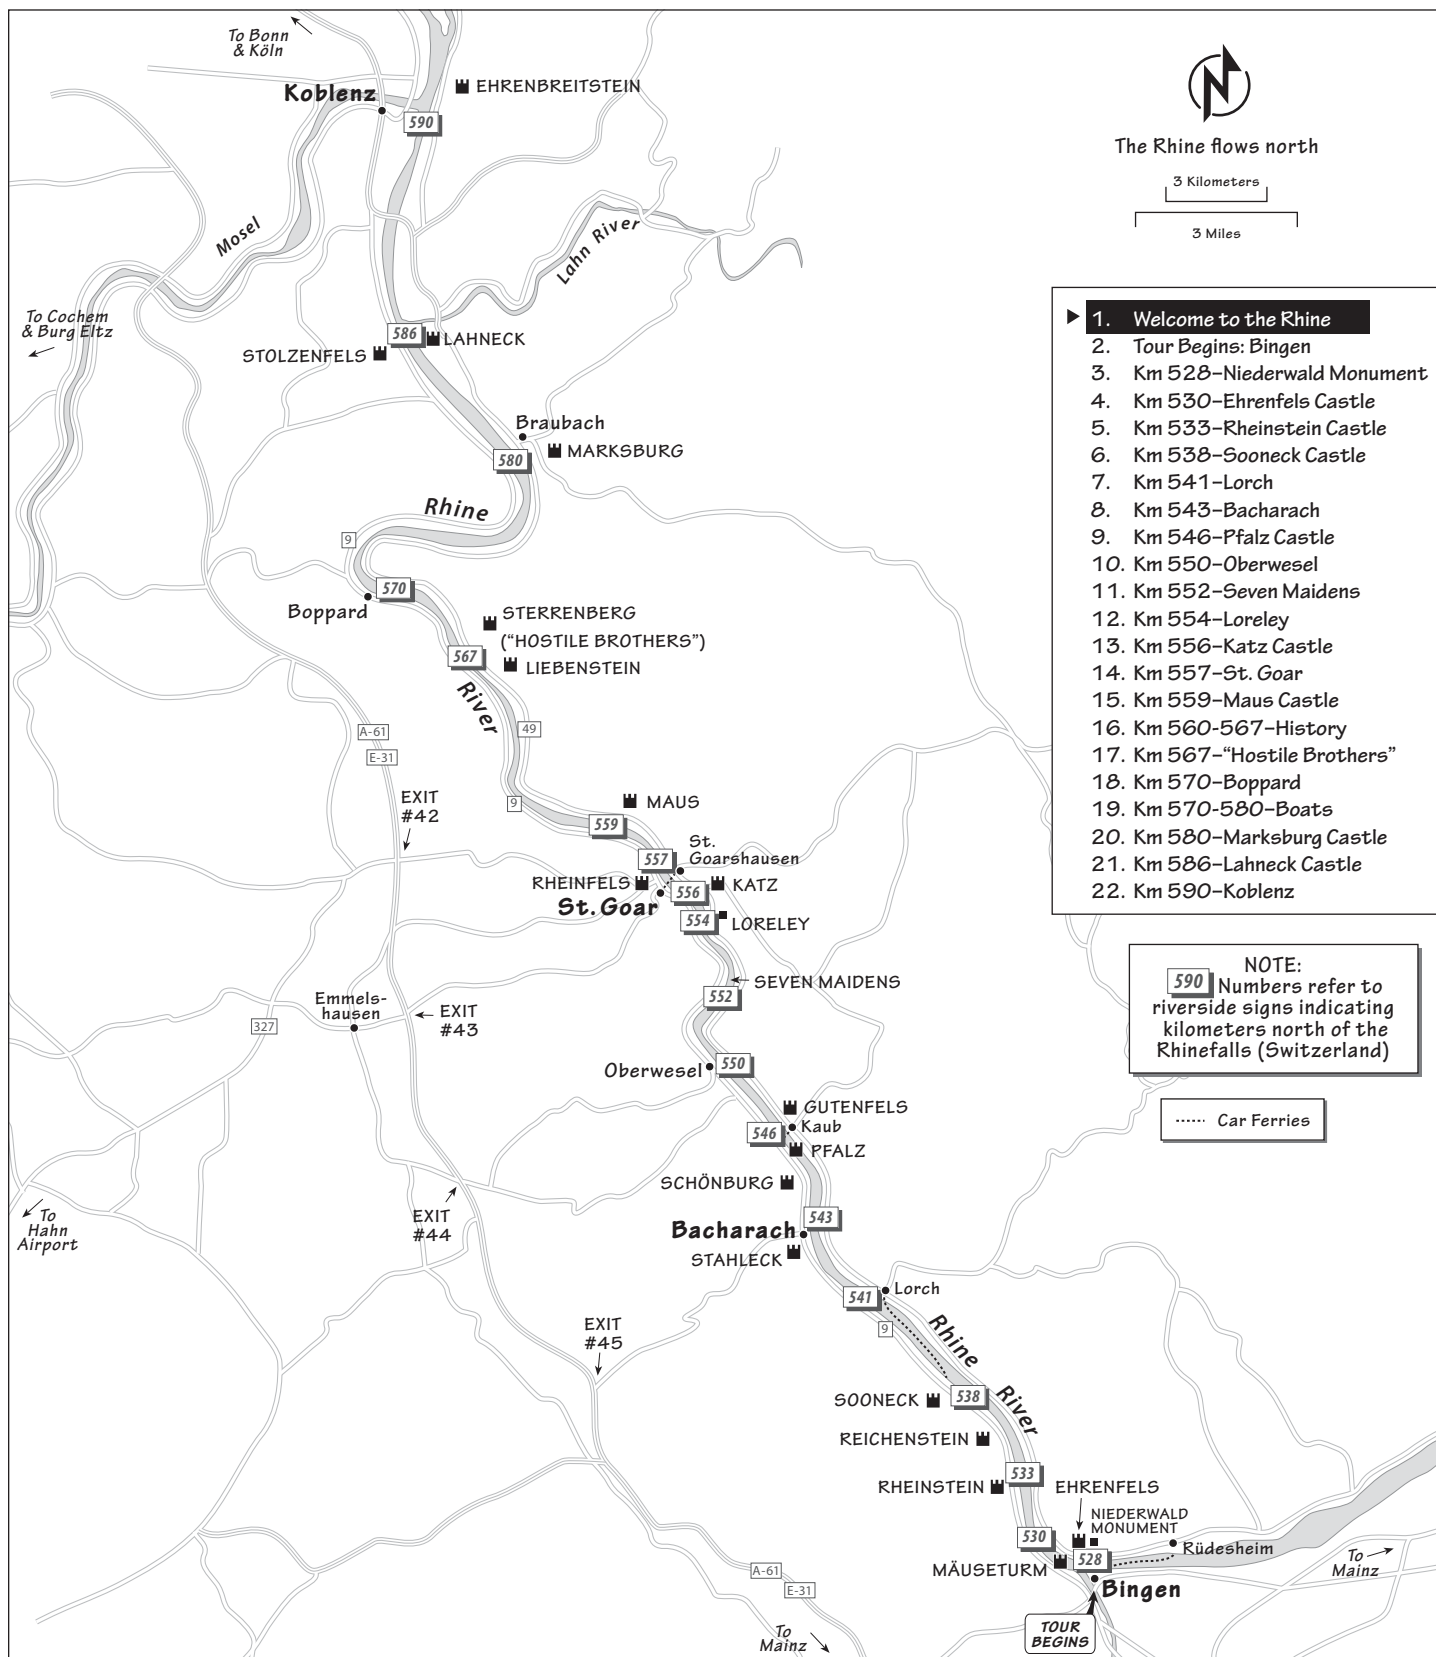 To Bonn
& Köln
Koblenz
EHRENBREITSTEIN
590
The Rhine flows north
3 Kilometers
3 Miles
Mosel
Lahn River
To Cochem
& Burg Eltz
586
LAHNECK
STOLZENFELS
Braubach
MARKSBURG
580
Rhine
9
570
Boppard
STERRENBERG
("HOSTILE BROTHERS")
LIEBENSTEIN
567
River
49
A-61
E-31
9
EXIT
#42
MAUS
559
St.
Goarshausen
557
RHEINFELS
KATZ
556
St. Goar
554
LORELEY
SEVEN MAIDENS
552
Emmels-
hausen
327
EXIT
#43
Oberwesel
550
GUTENFELS
Kaub
546
PFALZ
SCHÖNBURG
To
Hahn
Airport
EXIT
#44
543
Bacharach
STAHLECK
541
Lorch
9
Rhine
River
EXIT
#45
538
SOONECK
REICHENSTEIN
533
RHEINSTEIN
EHRENFELS
NIEDERWALD
MONUMENT
530
528
Rüdesheim
MÄUSETURM
Bingen
To
Mainz
A-61
E-31
TOUR
BEGINS
To
Mainz
1. Welcome to the Rhine
2. Tour Begins: Bingen
3. Km 528–Niederwald Monument
4. Km 530–Ehrenfels Castle
5. Km 533–Rheinstein Castle
6. Km 538–Sooneck Castle
7. Km 541–Lorch
8. Km 543–Bacharach
9. Km 546–Pfalz Castle
10. Km 550–Oberwesel
11. Km 552–Seven Maidens
12. Km 554–Loreley
13. Km 556–Katz Castle
14. Km 557–St. Goar
15. Km 559–Maus Castle
16. Km 560-567–History
17. Km 567–"Hostile Brothers"
18. Km 570–Boppard
19. Km 570-580–Boats
20. Km 580–Marksburg Castle
21. Km 586–Lahneck Castle
22. Km 590–Koblenz
NOTE:
590 Numbers refer to
riverside signs indicating
kilometers north of the
Rhinefalls (Switzerland)
Car Ferries